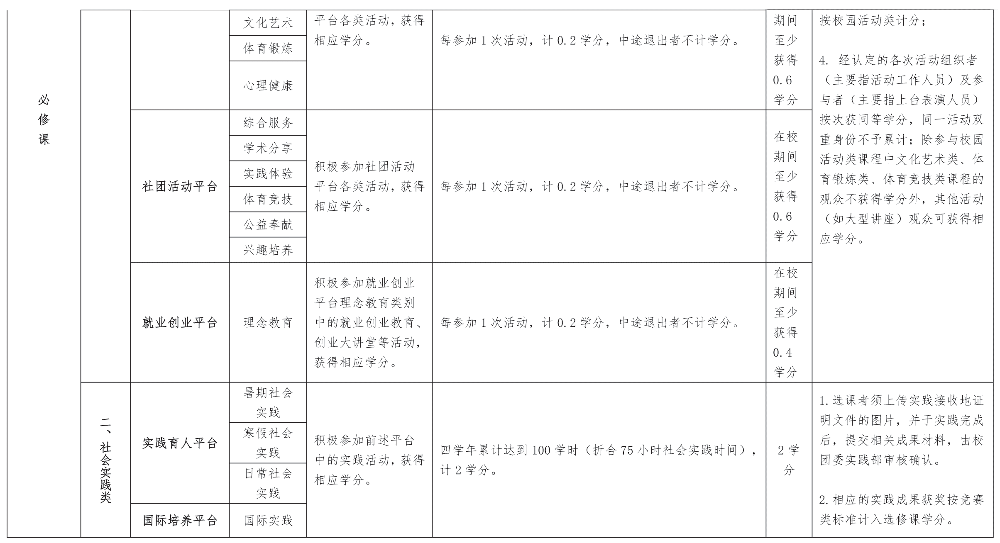 必
修
课
文化艺术
体育锻炼
心理健康
平台各类活动，获得
相应学分。
每参加 1 次活动，计 0.2 学分，中途退出者不计学分。
期间
至少
获得
0.6
学分
按校园活动类计分；
4. 经认定的各次活动组织者
（主要指活动工作人员）及参
与者（主要指上台表演人员）
按次获同等学分，同一活动双
重身份不予累计；除参与校园
活动类课程中文化艺术类、体
育锻炼类、体育竞技类课程的
观众不获得学分外，其他活动
（如大型讲座）观众可获得相
应学分。
社团活动平台
综合服务
学术分享
实践体验
体育竞技
公益奉献
兴趣培养
积极参加社团活动
平台各类活动，获得
相应学分。
每参加 1 次活动，计 0.2 学分，中途退出者不计学分。
在校
期间
至少
获得
0.6
学分
就业创业平台
理念教育
积极参加就业创业
平台理念教育类别
中的就业创业教育、
创业大讲堂等活动，
获得相应学分。
每参加 1 次活动，计 0.2 学分，中途退出者不计学分。
在校
期间
至少
获得
0.4
学分
二、社会实践类
实践育人平台
暑期社会
实践
寒假社会
实践
日常社会
实践
国际培养平台
国际实践
积极参加前述平台
中的实践活动，获得
相应学分。
四学年累计达到 100 学时（折合 75 小时社会实践时间），
计 2 学分。
2 学
分
1.选课者须上传实践接收地证
明文件的图片，并于实践完成
后，提交相关成果材料，由校
团委实践部审核确认。
2.相应的实践成果获奖按竞赛
类标准计入选修课学分。